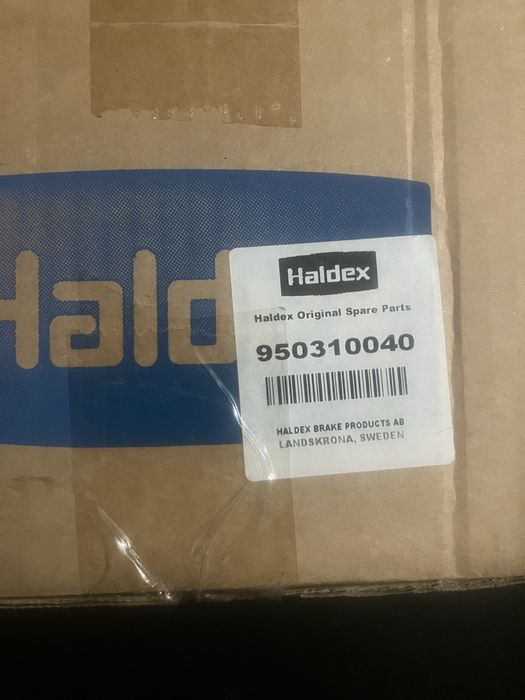 Hald
Haldex
Haldex Original Spare Parts
950310040
HALDEX BRAKE PRODUCTS AB
LANDSKRONA, SWEDEN